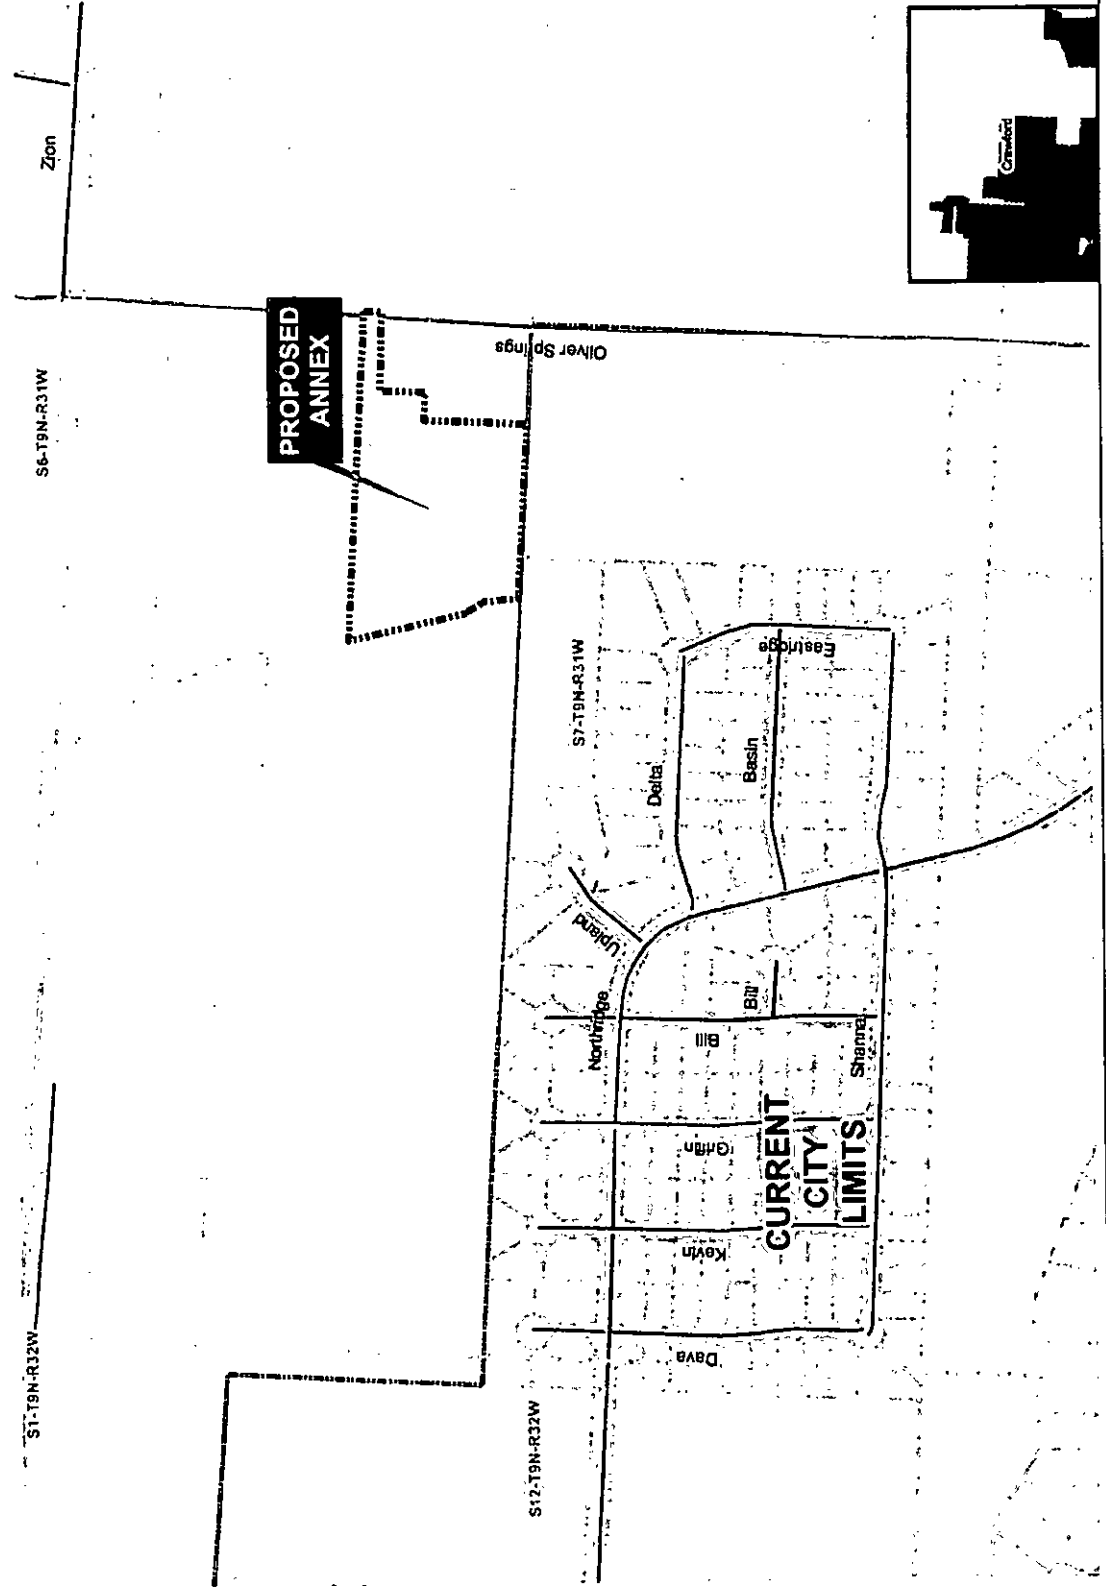 Zion
S6-T9N-R31W
PROPOSED
ANNEX
Oliver Springs
Crawford
S7-T9N-R31W
Eastridge
Delta
Basin
Upland
Northridge
Bill
Bill
Shanna
Griffin
CURRENT
CITY
LIMITS
Kevin
Dava
S1-T9N-R32W
S12-T9N-R32W